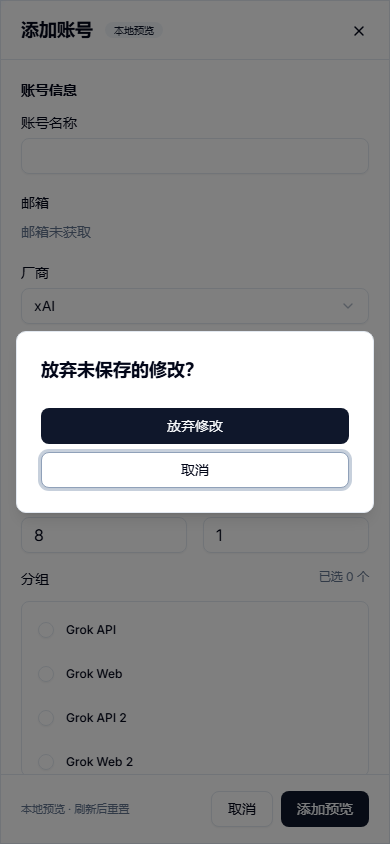 添加账号 本地预览
账号信息
账号名称
邮箱
邮箱未获取
厂商
xAI
放弃未保存的修改?
放弃修改
取消
8 1
分组 已选 0 个
Grok API
Grok Web
Grok API 2
Grok Web 2
本地预览 · 刷新后重置 取消 添加预览